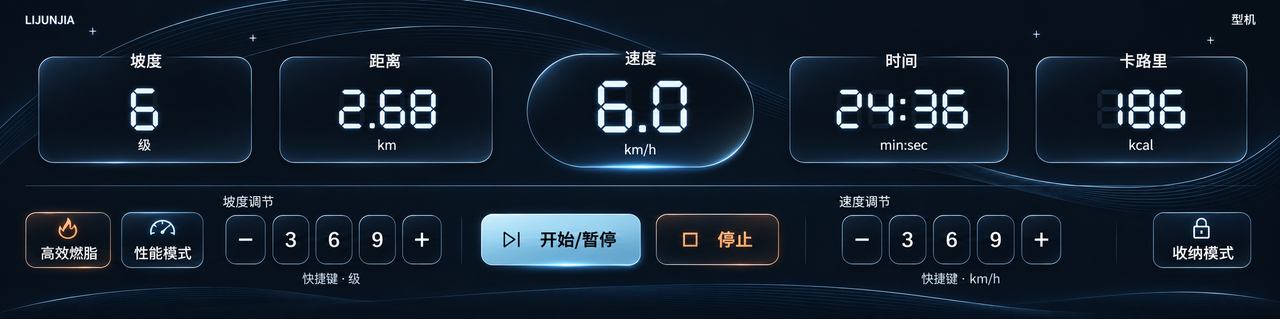 LIJUNJIA
型机
坡度
6
级
距离
2.68
km
速度
6.0
km/h
时间
24:36
min:sec
卡路里
186
kcal
高效燃脂
性能模式
坡度调节
− 3 6 9 +
快捷键 · 级
开始/暂停
停止
速度调节
− 3 6 9 +
快捷键 · km/h
收纳模式